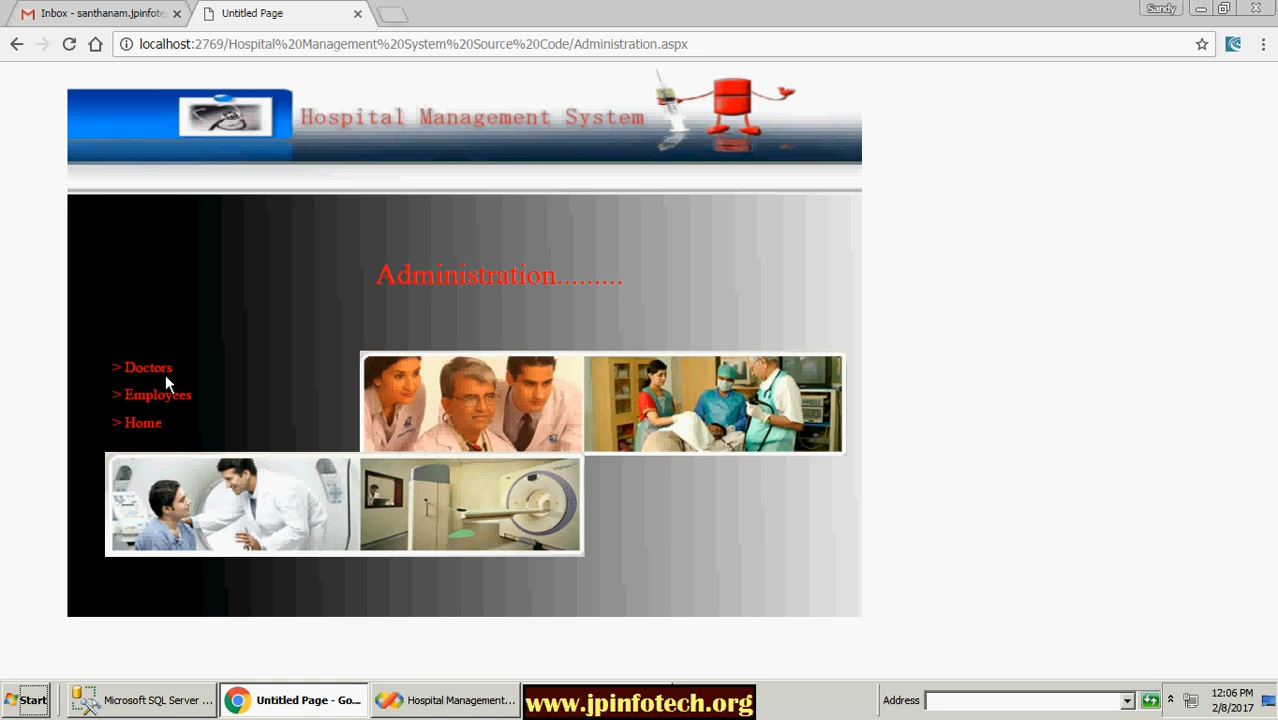 Inbox - santhanam.jpinfote
Untitled Page
Sandy
localhost:2769/Hospital%20Management%20System%20Source%20Code/Administration.aspx
Hospital Management System
Administration.........
> Doctors
> Employees
> Home
Start
Microsoft SQL Server ...
Untitled Page - Go...
Hospital Management...
www.jpinfotech.org
Address
12:06 PM
2/8/2017